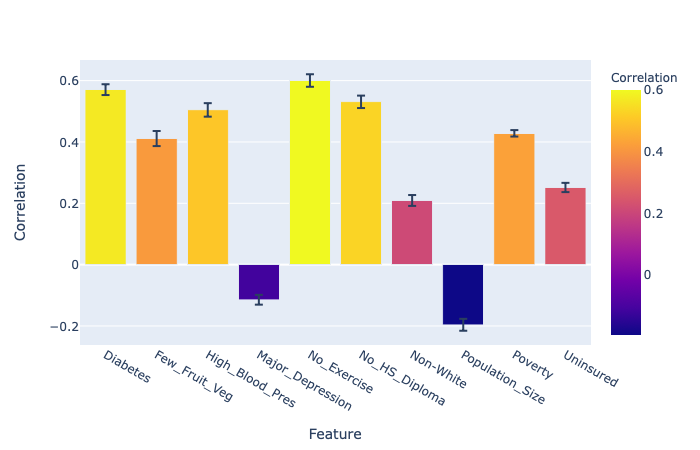 Correlation
0.6
0.4
0.2
0
−0.2
Correlation
0.6
0.4
0.2
0
Diabetes
Few_Fruit_Veg
High_Blood_Pres
Major_Depression
No_Exercise
No_HS_Diploma
Non-White
Population_Size
Poverty
Uninsured
Feature